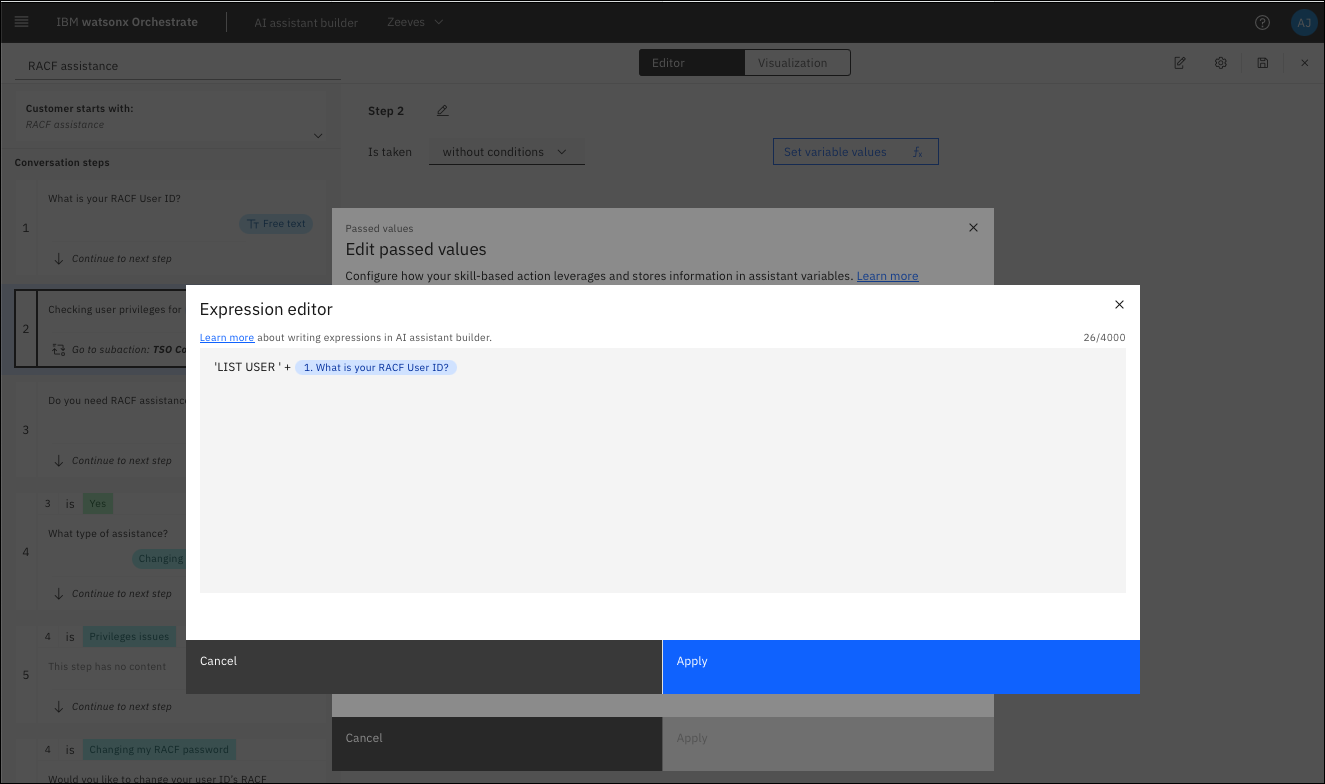 IBM watsonx Orchestrate
AI assistant builder
Zeeves
AJ
RACF assistance
Editor
Visualization
Customer starts with:
RACF assistance
Conversation steps
1
What is your RACF User ID?
Free text
Continue to next step
2
Checking user privileges for
Go to subaction: TSO Co
3
Do you need RACF assistance
Continue to next step
3 is Yes
4
What type of assistance?
Changing
Continue to next step
4 is Privileges issues
5
This step has no content
Continue to next step
4 is Changing my RACF password
Would you like to change your user ID's RACF
Step 2
Is taken
without conditions
Set variable values
Passed values
Edit passed values
Configure how your skill-based action leverages and stores information in assistant variables. Learn more
Expression editor
Learn more about writing expressions in AI assistant builder.
26/4000
'LIST USER ' + 1. What is your RACF User ID?
Cancel
Apply
Cancel
Apply